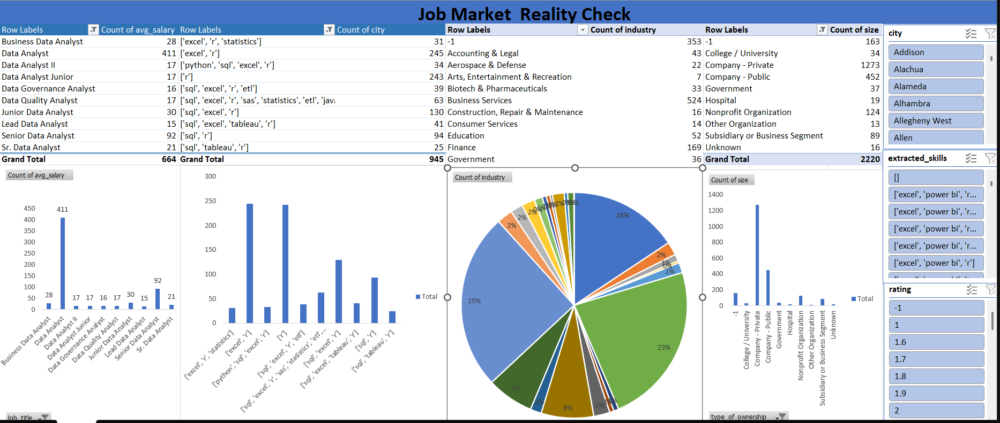 Job Market  Reality Check
Row Labels Count of avg_salary Row Labels Count of city Row Labels Count of industry Row Labels Count of size
Business Data Analyst 28 ['excel', 'r', 'statistics'] 31 -1 353 -1 163
Data Analyst 411 ['excel', 'r'] 245 Accounting & Legal 43 College / University 34
Data Analyst II 17 ['python', 'sql', 'excel', 'r'] 34 Aerospace & Defense 22 Company - Private 1273
Data Analyst Junior 17 ['r'] 243 Arts, Entertainment & Recreation 7 Company - Public 452
Data Governance Analyst 16 ['sql', 'excel', 'r', 'etl'] 39 Biotech & Pharmaceuticals 33 Government 37
Data Quality Analyst 17 ['sql', 'excel', 'r', 'sas', 'statistics', 'etl', 'java 63 Business Services 524 Hospital 19
Junior Data Analyst 30 ['sql', 'excel', 'r'] 130 Construction, Repair & Maintenance 16 Nonprofit Organization 124
Lead Data Analyst 15 ['sql', 'excel', 'tableau', 'r'] 41 Consumer Services 14 Other Organization 13
Senior Data Analyst 92 ['sql', 'r'] 94 Education 52 Subsidiary or Business Segment 89
Sr. Data Analyst 21 ['sql', 'tableau', 'r'] 25 Finance 169 Unknown 16
Grand Total 664 Grand Total 945 Government 36 Grand Total 2220
city
Addison
Alachua
Alameda
Alhambra
Allegheny West
Allen
extracted_skills
[]
['excel', 'power bi', 'r...
['excel', 'power bi', 'r...
['excel', 'power bi', 'r...
['excel', 'power bi', 'r...
['excel', 'power bi', 'r']
rating
-1
1
1.6
1.7
1.8
1.9
2
Count of avg_salary
450
400
350
300
250
200
150
100
50
0
28
411
17
17
16
17
30
15
92
21
Business Data Analyst
Data Analyst
Data Analyst II
Data Analyst Junior
Data Governance Analyst
Data Quality Analyst
Junior Data Analyst
Lead Data Analyst
Senior Data Analyst
Sr. Data Analyst
job_title
300
250
200
150
100
50
0
['excel', 'r', 'statistics']
['excel', 'r']
['python', 'sql', 'excel', 'r']
['r']
['sql', 'excel', 'r', 'etl']
['sql', 'excel', 'r', 'sas', 'statistics', 'etl',...
['sql', 'excel', 'r']
['sql', 'excel', 'tableau', 'r']
['sql', 'r']
['sql', 'tableau', 'r']
Total
Count of industry
16%
2%
1%
0%
1%
23%
2%
8%
7%
25%
2%
2%
2%
2%
Count of size
1400
1200
1000
800
600
400
200
0
-1
College / University
Company - Private
Company - Public
Government
Hospital
Nonprofit Organization
Other Organization
Subsidiary or Business Segment
Unknown
Total
type_of_ownership